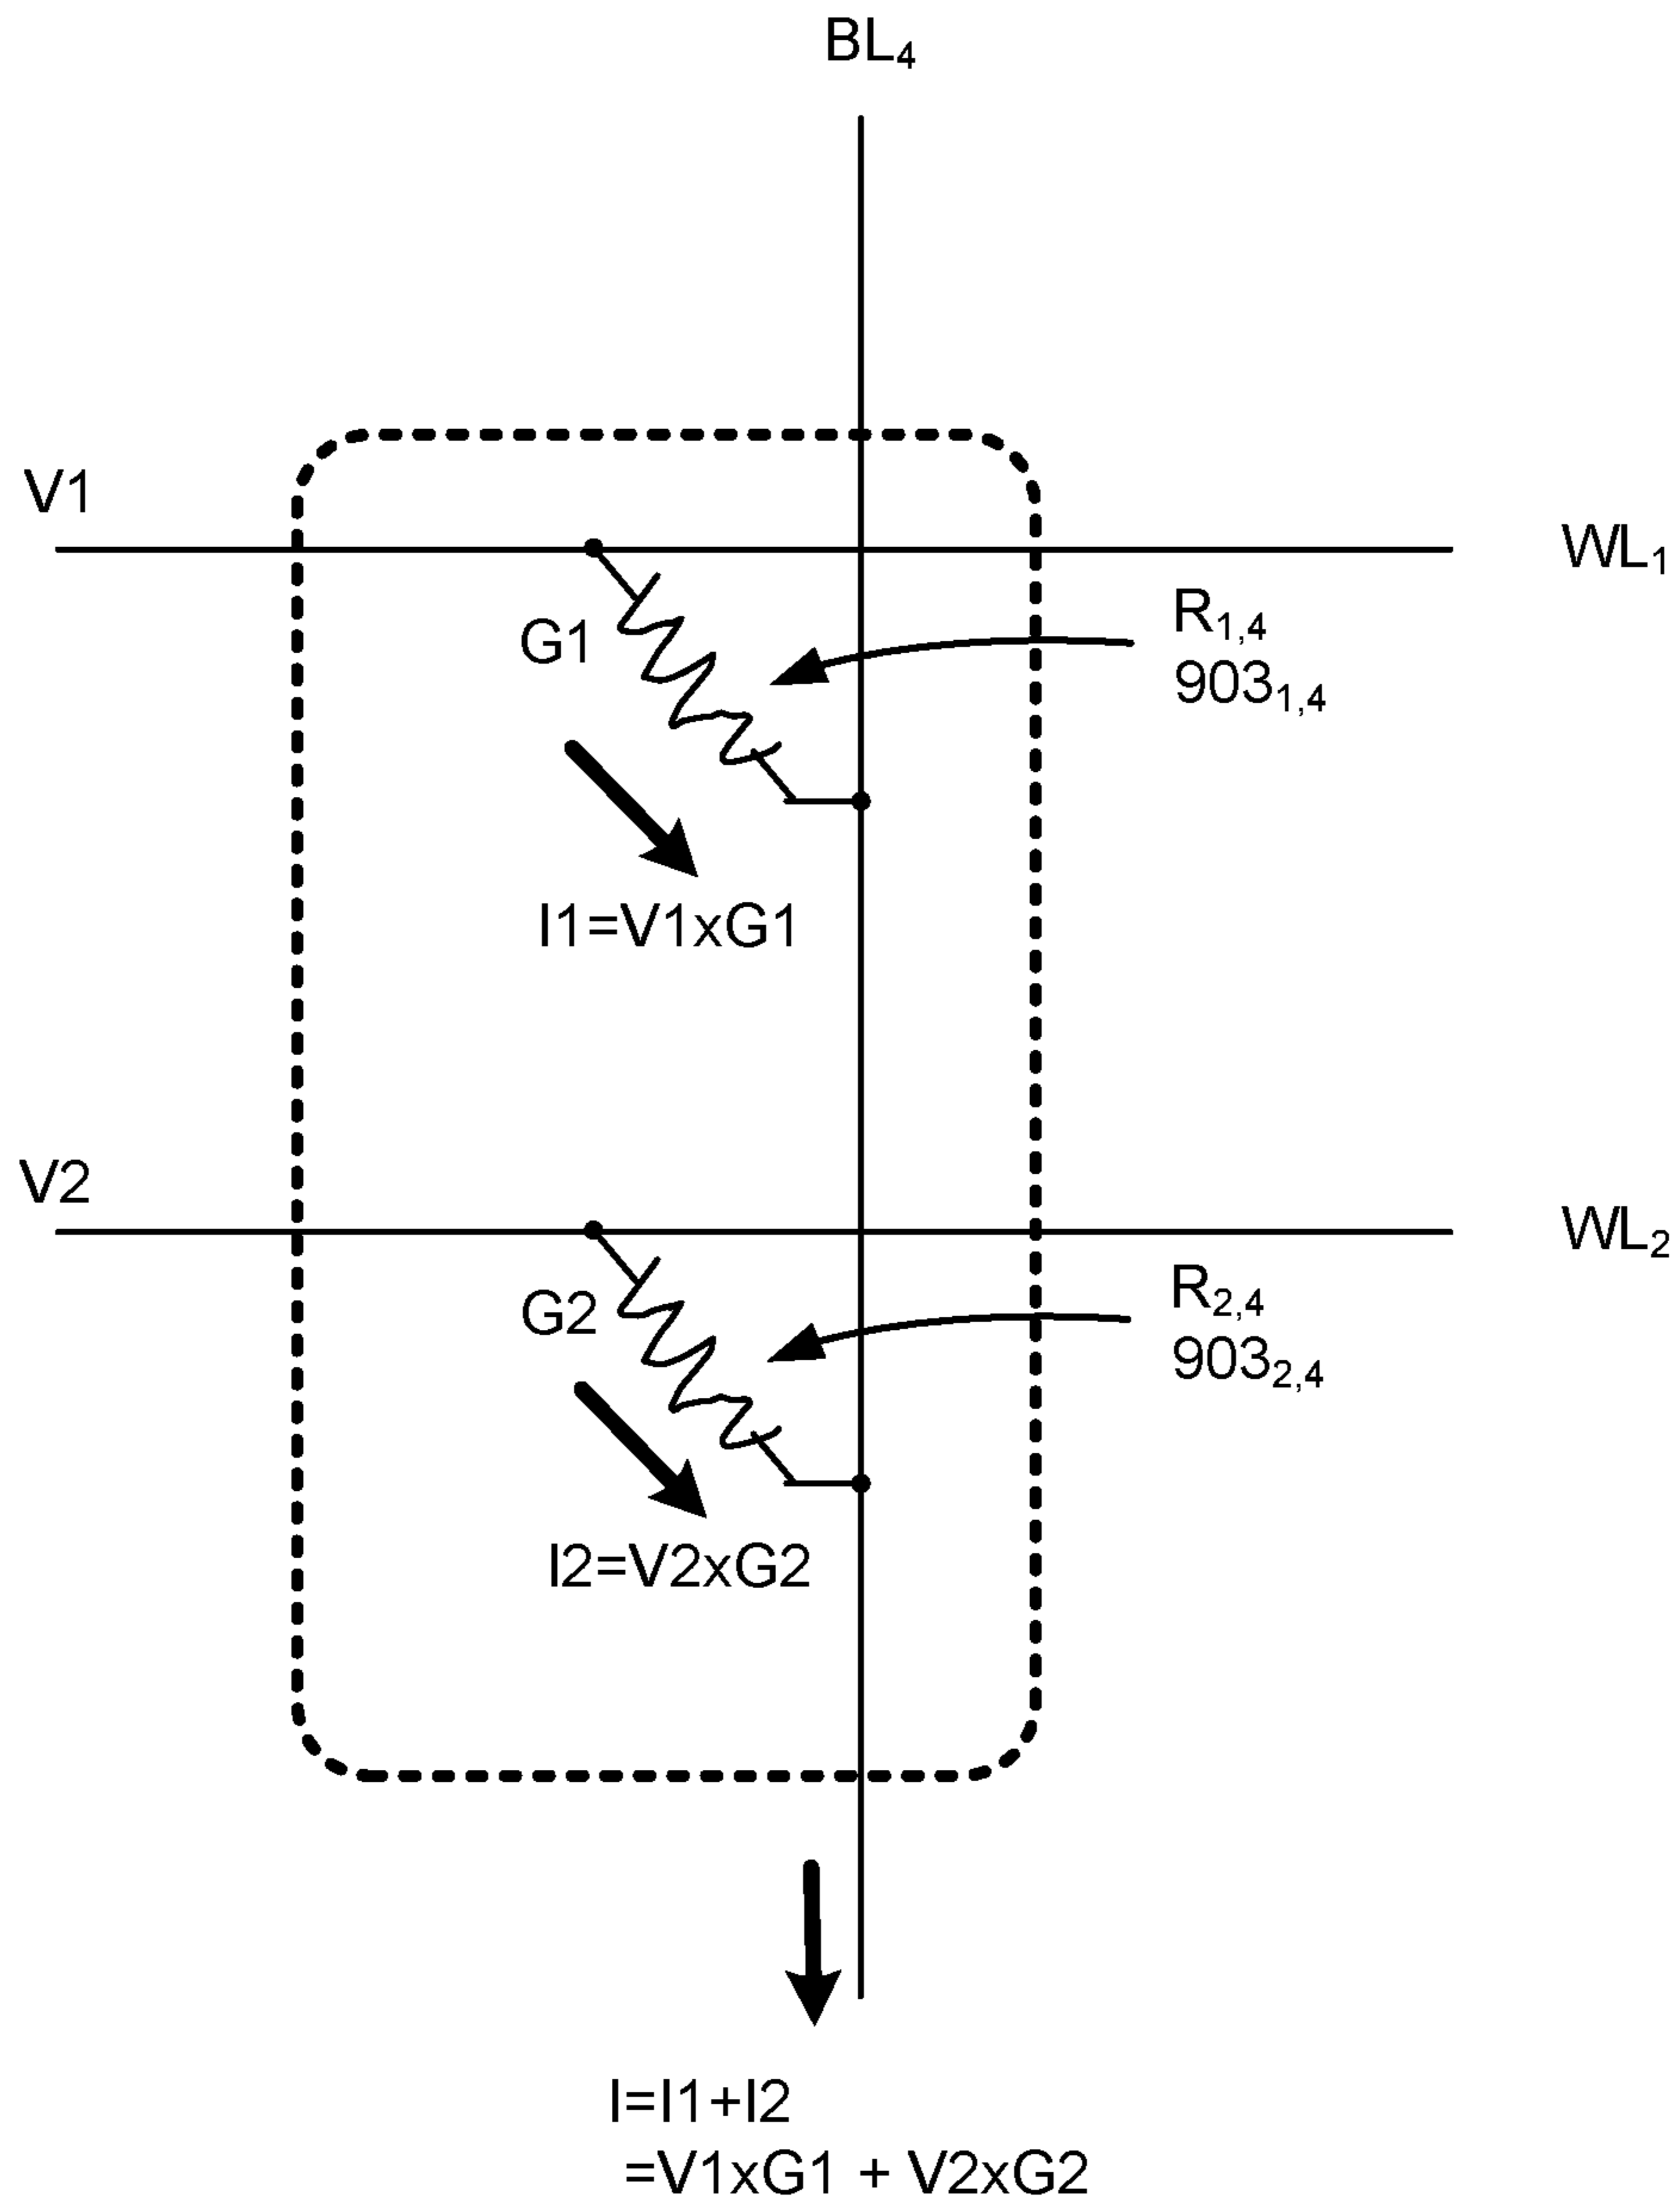 BL₄
V1
WL₁
G1
R₁,₄
903₁,₄
I1=V1xG1
V2
WL₂
G2
R₂,₄
903₂,₄
I2=V2xG2
I=I1+I2
=V1xG1 + V2xG2